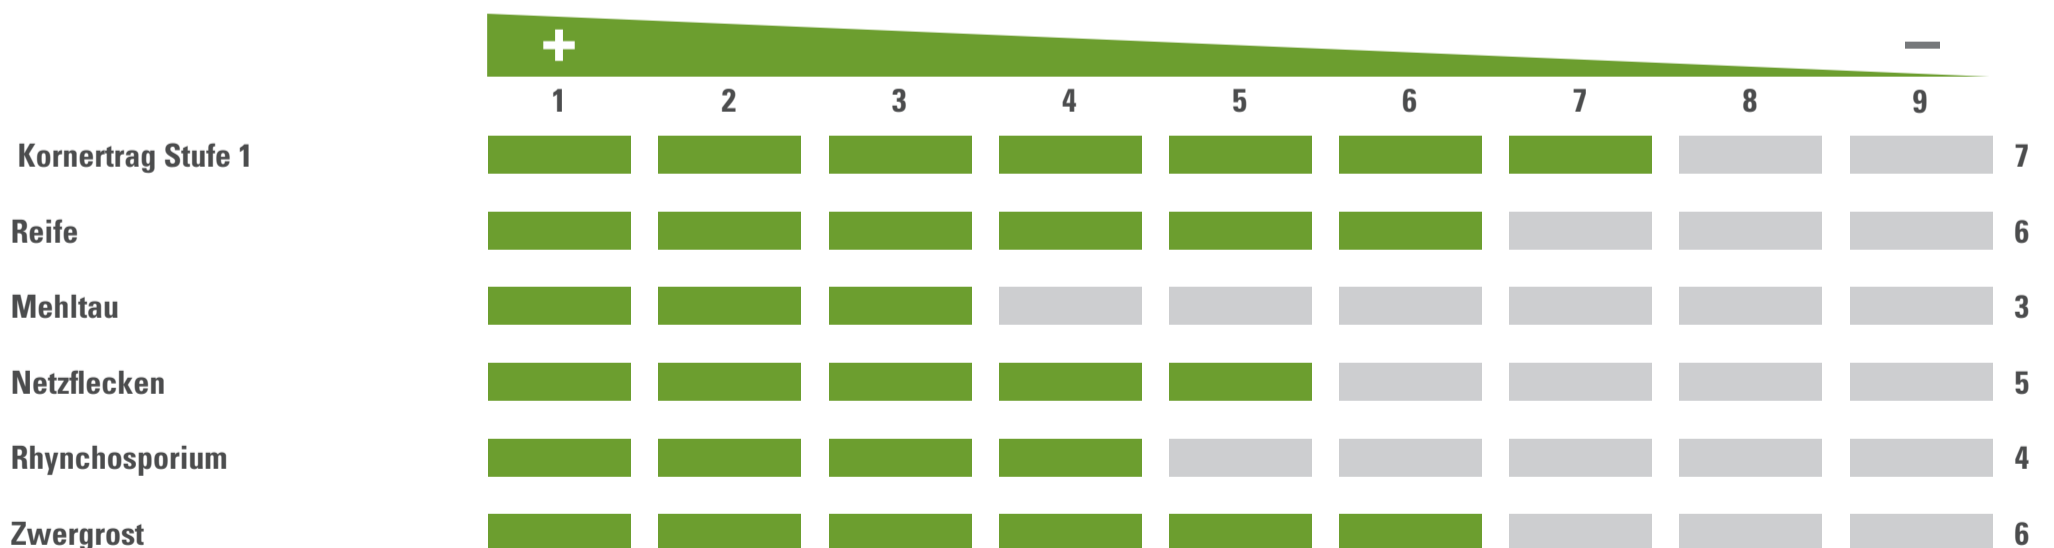 + −
1 2 3 4 5 6 7 8 9
Kornertrag Stufe 1 7
Reife 6
Mehltau 3
Netzflecken 5
Rhynchosporium 4
Zwergrost 6